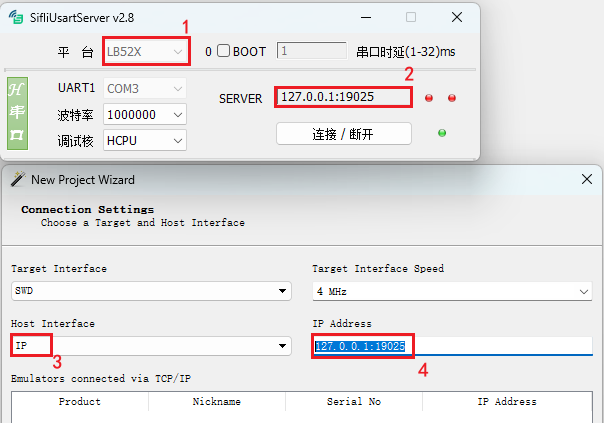 SifliUsartServer v2.8
1
平 台 LB52X 0 BOOT 1 串口时延(1-32)ms
2
H串口
UART1 COM3
SERVER 127.0.0.1:19025
波特率 1000000
调试核 HCPU
连接 / 断开
New Project Wizard
Connection Settings
Choose a Target and Host Interface
Target Interface Target Interface Speed
SWD 4 MHz
Host Interface IP Address
IP 127.0.0.1:19025
3 4
Emulators connected via TCP/IP
Product Nickname Serial No IP Address